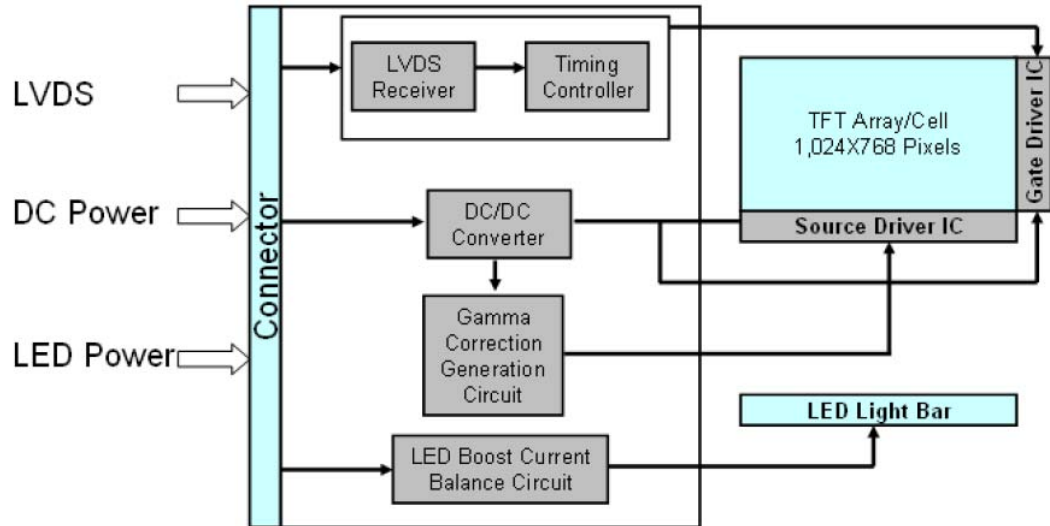 LVDS
DC Power
LED Power
Connector
LVDS
Receiver
Timing
Controller
DC/DC
Converter
Gamma
Correction
Generation
Circuit
LED Boost Current
Balance Circuit
TFT Array/Cell
1,024X768 Pixels
Gate Driver IC
Source Driver IC
LED Light Bar